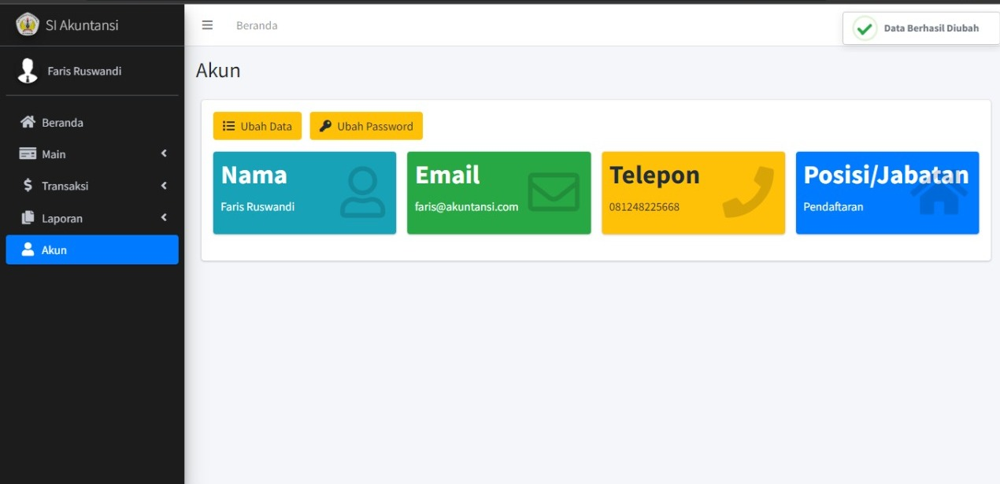 SI Akuntansi
Beranda
Data Berhasil Diubah
Faris Ruswandi
Beranda
Main
Transaksi
Laporan
Akun
Akun
Ubah Data
Ubah Password
Nama
Faris Ruswandi
Email
faris@akuntansi.com
Telepon
081248225668
Posisi/Jabatan
Pendaftaran